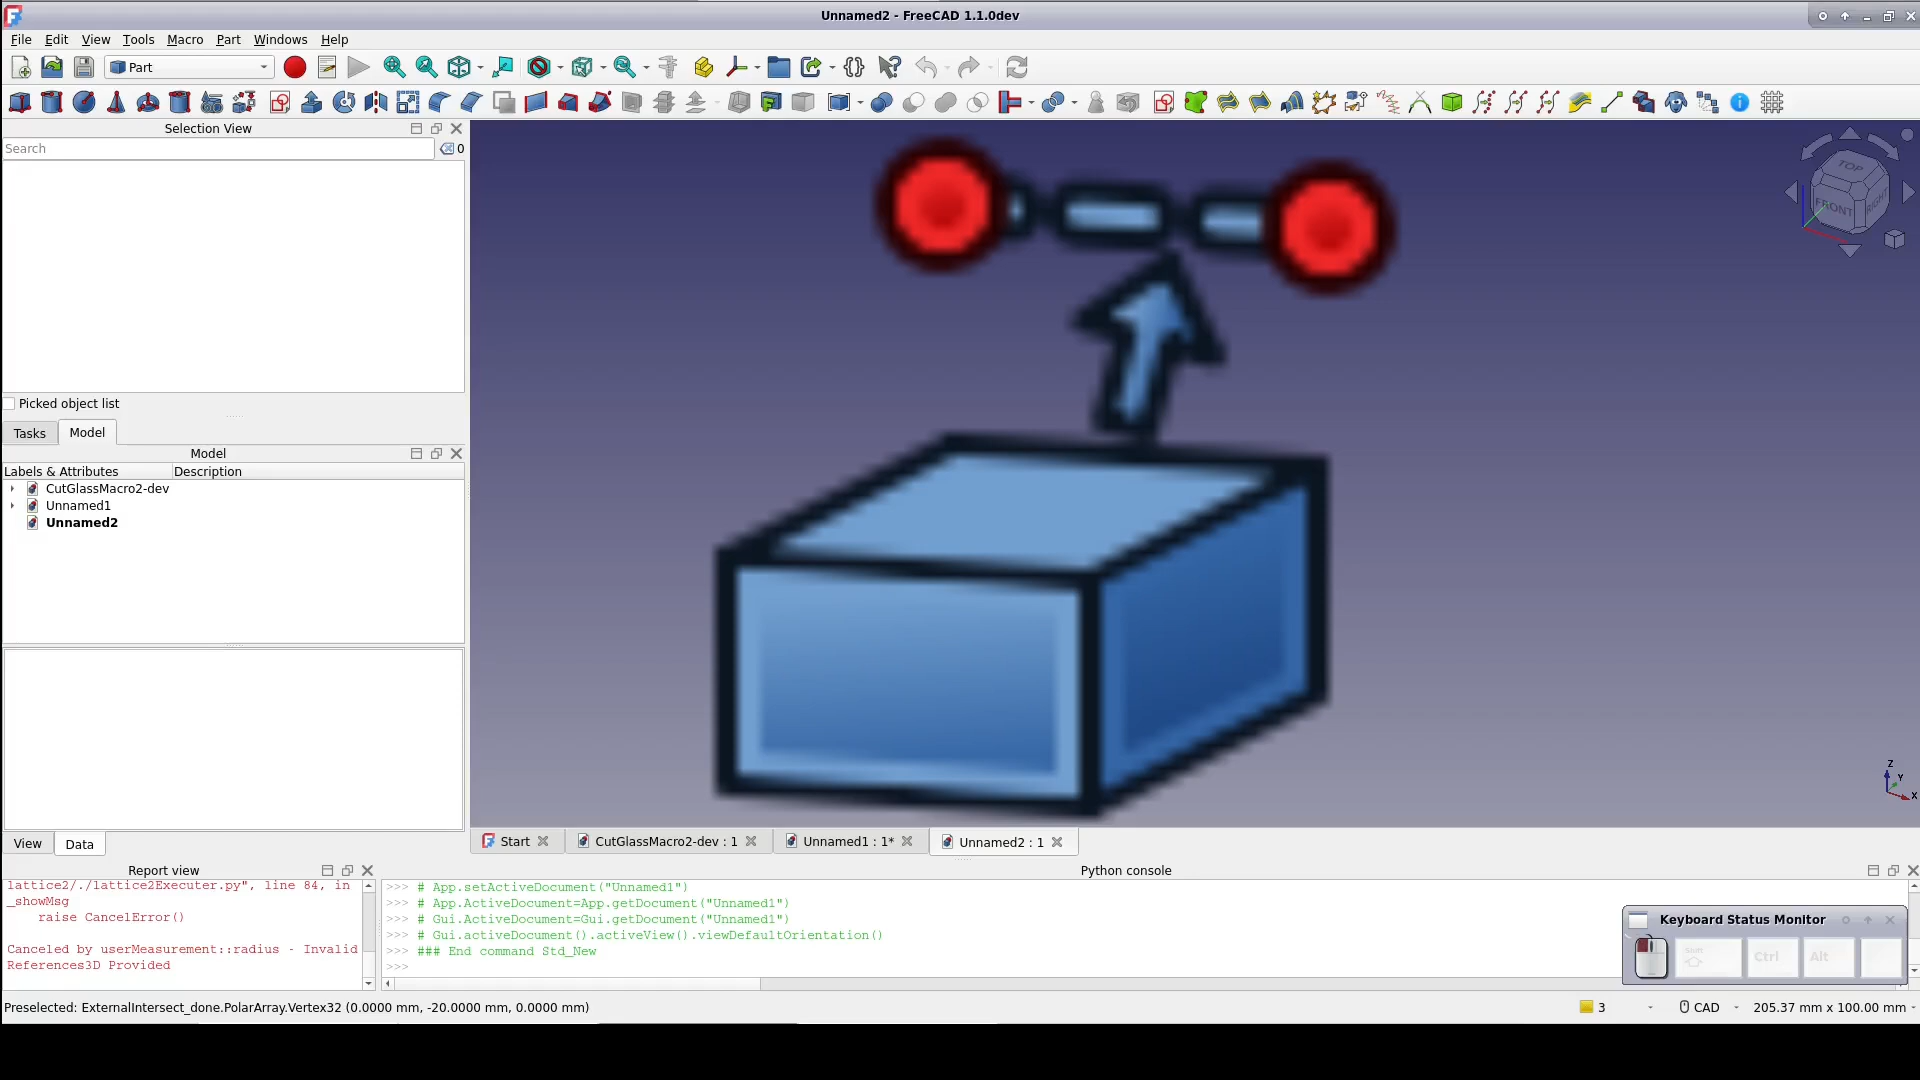 Unnamed2 - FreeCAD 1.1.0dev
File Edit View Tools Macro Part Windows Help
Part
Selection View
Search
0
Picked object list
Tasks Model
Model
Labels & Attributes Description
CutGlassMacro2-dev
Unnamed1
Unnamed2
View Data
TOP
FRONT RIGHT
Z
Y
X
Start CutGlassMacro2-dev : 1 Unnamed1 : 1* Unnamed2 : 1
Report view
lattice2/./lattice2Executer.py", line 84, in
_showMsg
raise CancelError()
Canceled by userMeasurement::radius - Invalid
References3D Provided
Python console
>>> # App.setActiveDocument("Unnamed1")
>>> # App.ActiveDocument=App.getDocument("Unnamed1")
>>> # Gui.ActiveDocument=Gui.getDocument("Unnamed1")
>>> # Gui.activeDocument().activeView().viewDefaultOrientation()
>>> ### End command Std_New
>>>
Keyboard Status Monitor
Shift Ctrl Alt
Preselected: ExternalIntersect_done.PolarArray.Vertex32 (0.0000 mm, -20.0000 mm, 0.0000 mm)
3 CAD 205.37 mm x 100.00 mm